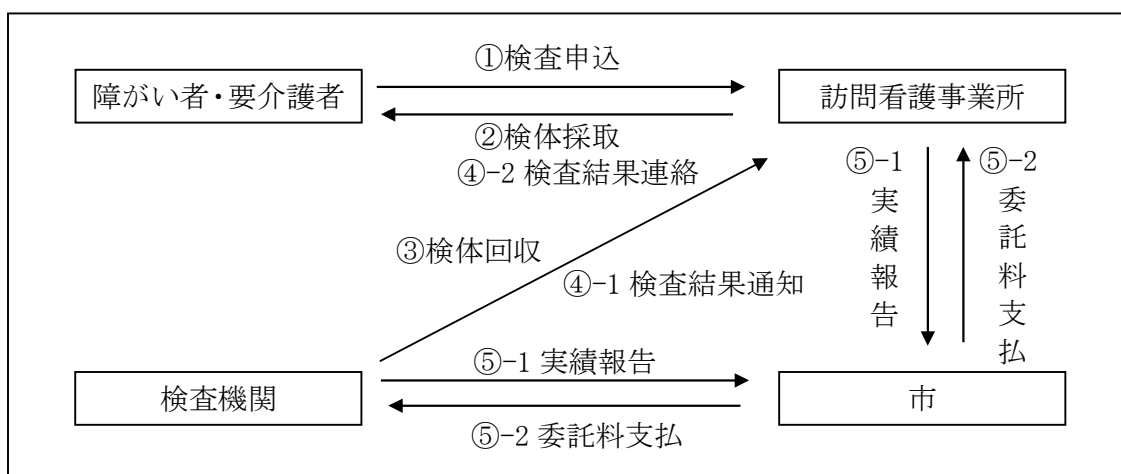 ①検査申込
障がい者・要介護者
訪問看護事業所
②検体採取
④-2 検査結果連絡
⑤-1
実績報告
⑤-2
委託料支払
③検体回収
④-1 検査結果通知
⑤-1 実績報告
検査機関
市
⑤-2 委託料支払